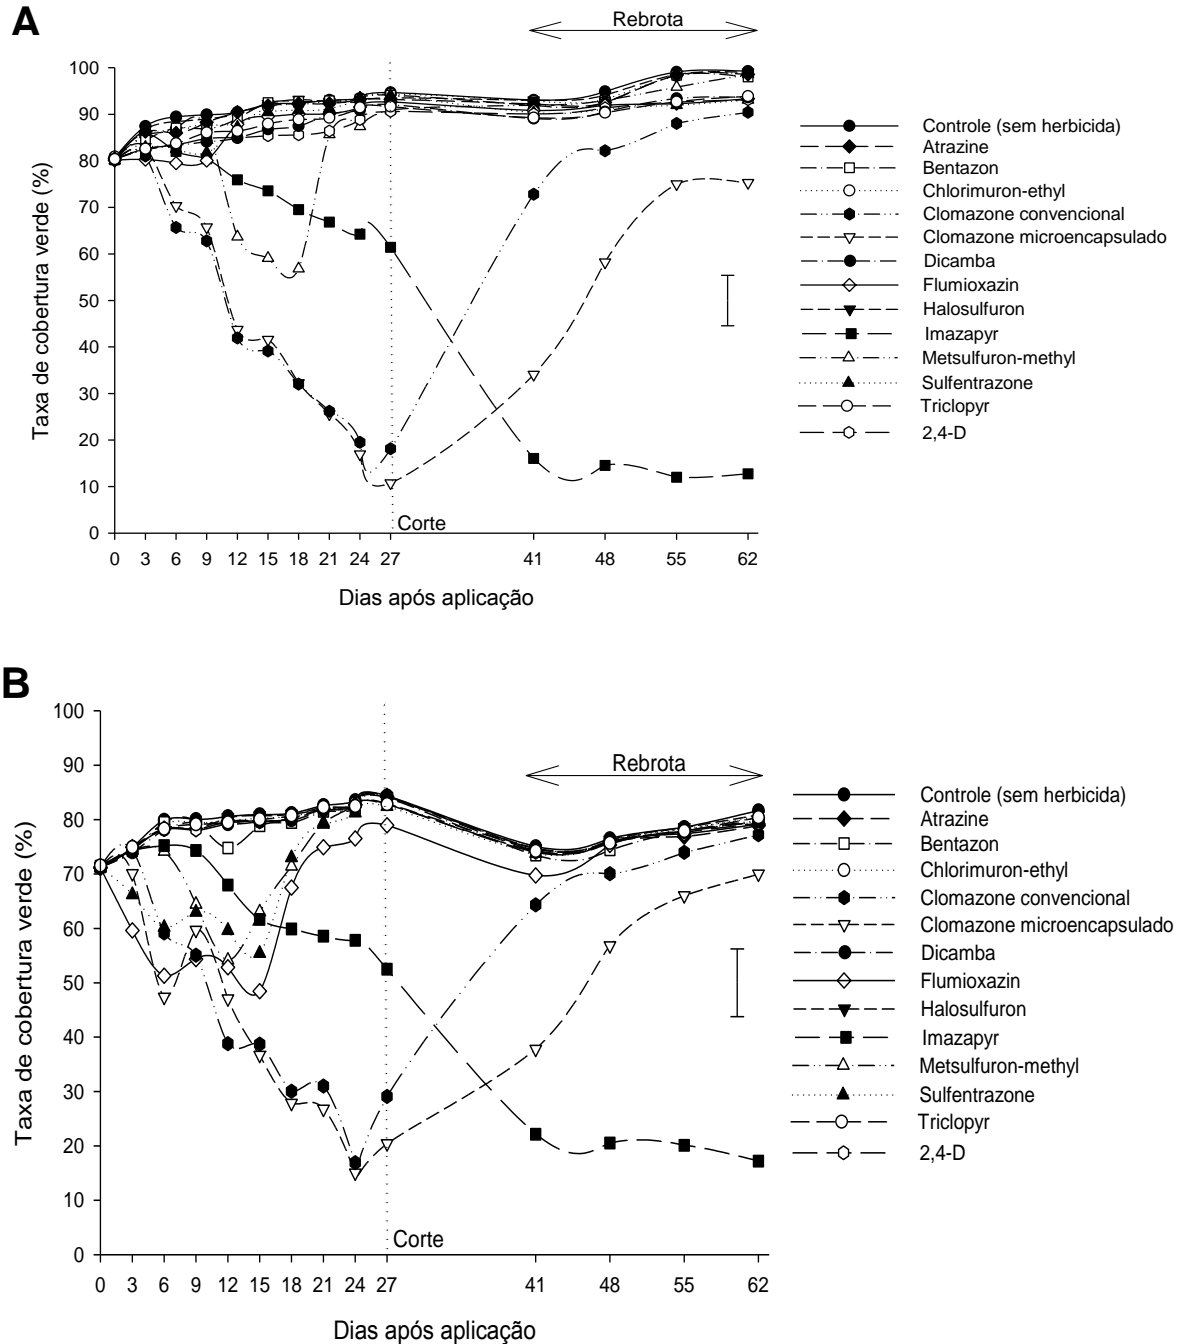 A
Rebrota
100
90
80
70
60
50
40
30
20
10
0
Taxa de cobertura verde (%)
Corte
0 3 6 9 12 15 18 21 24 27 41 48 55 62
Dias após aplicação
Controle (sem herbicida)
Atrazine
Bentazon
Chlorimuron-ethyl
Clomazone convencional
Clomazone microencapsulado
Dicamba
Flumioxazin
Halosulfuron
Imazapyr
Metsulfuron-methyl
Sulfentrazone
Triclopyr
2,4-D
B
Rebrota
100
90
80
70
60
50
40
30
20
10
0
Taxa de cobertura verde (%)
Corte
0 3 6 9 12 15 18 21 24 27 41 48 55 62
Dias após aplicação
Controle (sem herbicida)
Atrazine
Bentazon
Chlorimuron-ethyl
Clomazone convencional
Clomazone microencapsulado
Dicamba
Flumioxazin
Halosulfuron
Imazapyr
Metsulfuron-methyl
Sulfentrazone
Triclopyr
2,4-D